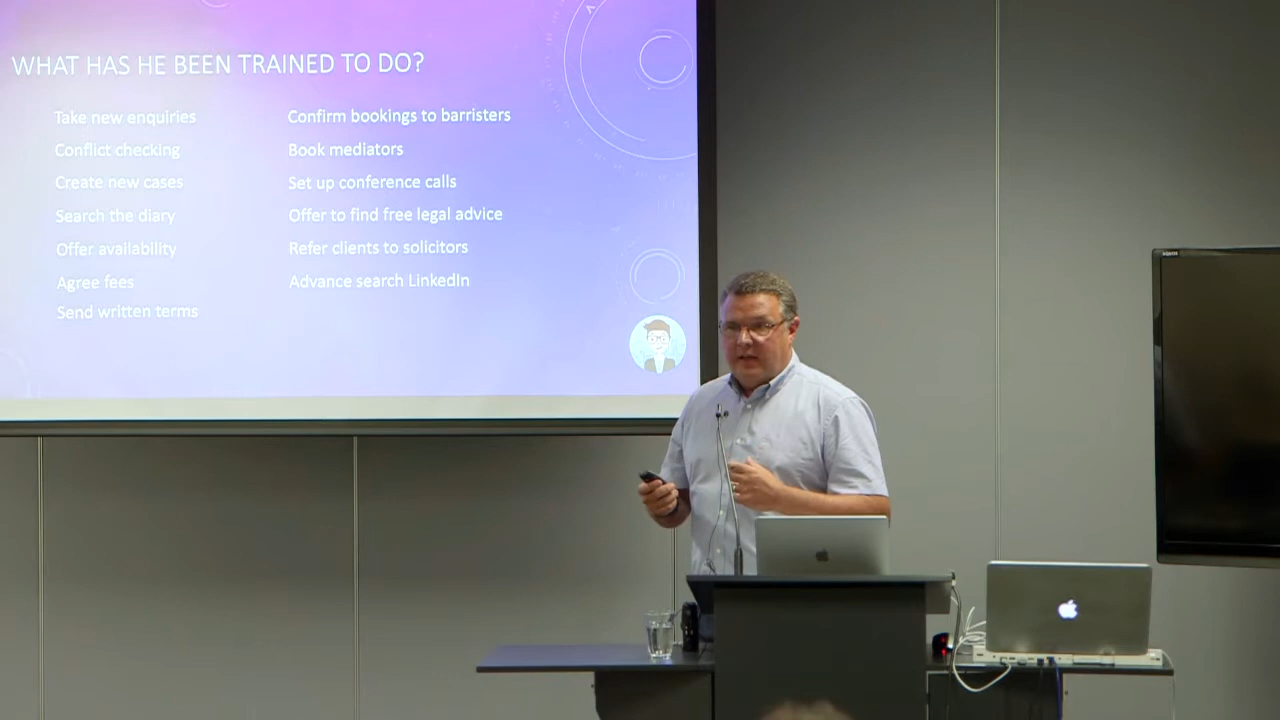 WHAT HAS HE BEEN TRAINED TO DO?
Take new enquiries
Conflict checking
Create new cases
Search the diary
Offer availability
Agree fees
Send written terms
Confirm bookings to barristers
Book mediators
Set up conference calls
Offer to find free legal advice
Refer clients to solicitors
Advance search LinkedIn